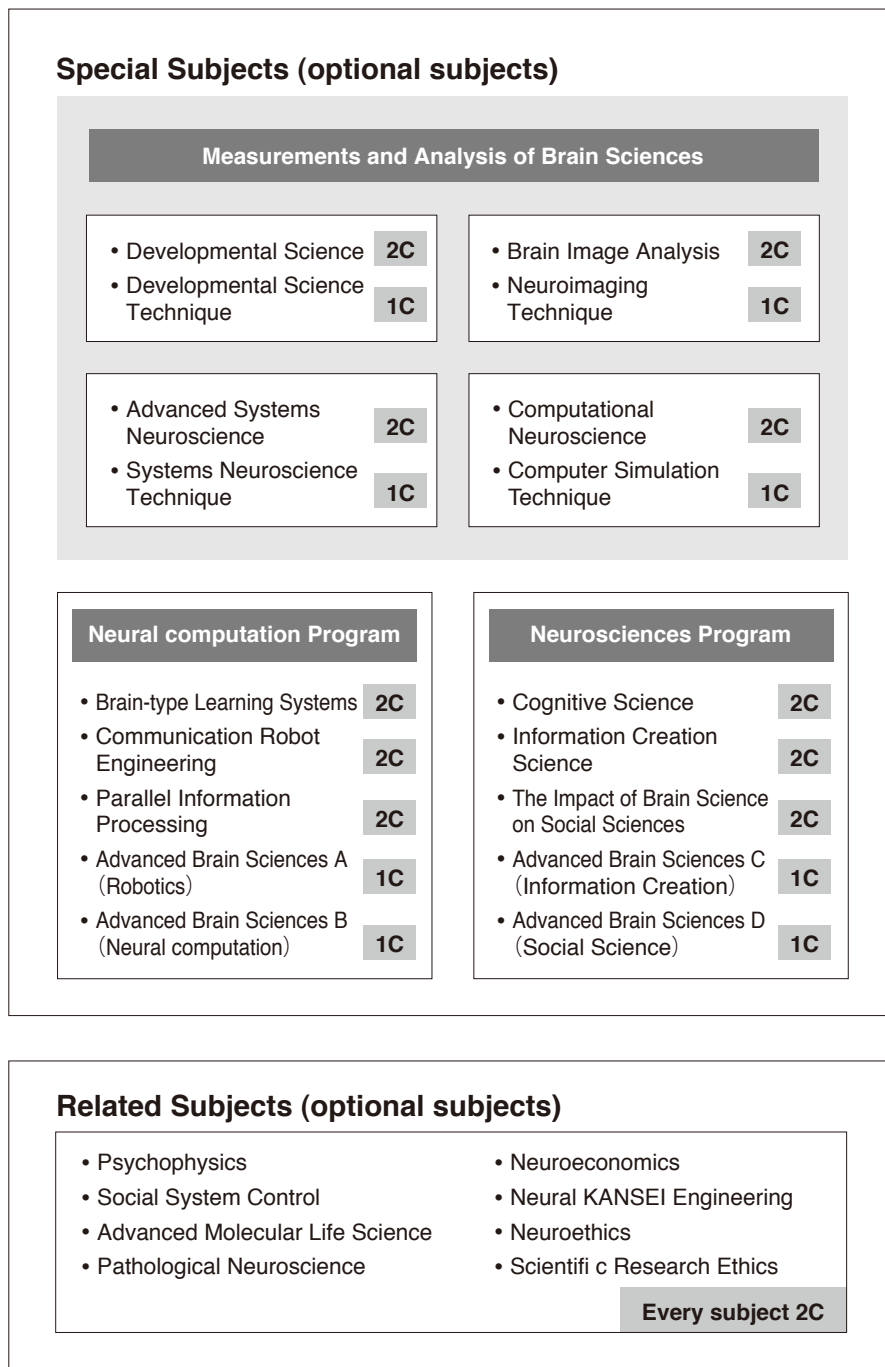 Special Subjects (optional subjects)
Measurements and Analysis of Brain Sciences
• Developmental Science 2C
• Developmental Science
Technique 1C
• Brain Image Analysis 2C
• Neuroimaging
Technique 1C
• Advanced Systems
Neuroscience 2C
• Systems Neuroscience
Technique 1C
• Computational
Neuroscience 2C
• Computer Simulation
Technique 1C
Neural computation Program
• Brain-type Learning Systems 2C
• Communication Robot
Engineering 2C
• Parallel Information
Processing 2C
• Advanced Brain Sciences A
（Robotics） 1C
• Advanced Brain Sciences B
（Neural computation） 1C
Neurosciences Program
• Cognitive Science 2C
• Information Creation
Science 2C
• The Impact of Brain Science
on Social Sciences 2C
• Advanced Brain Sciences C
（Information Creation） 1C
• Advanced Brain Sciences D
（Social Science） 1C
Related Subjects (optional subjects)
• Psychophysics
• Social System Control
• Advanced Molecular Life Science
• Pathological Neuroscience
• Neuroeconomics
• Neural KANSEI Engineering
• Neuroethics
• Scientifi c Research Ethics
Every subject 2C